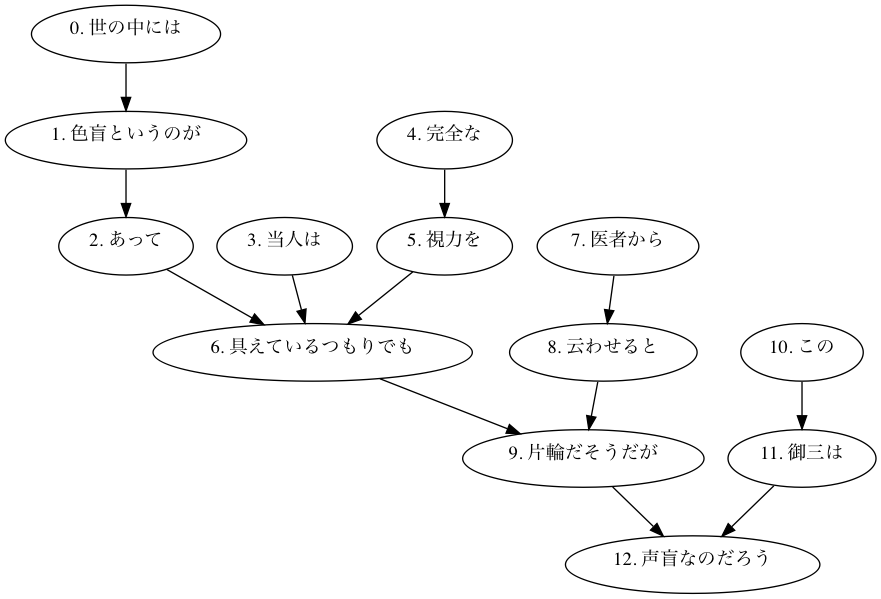 0. 世の中には
1. 色盲というのが
4. 完全な
2. あって
3. 当人は
5. 視力を
7. 医者から
6. 具えているつもりでも
8. 云わせると
10. この
9. 片輪だそうだが
11. 御三は
12. 声盲なのだろう